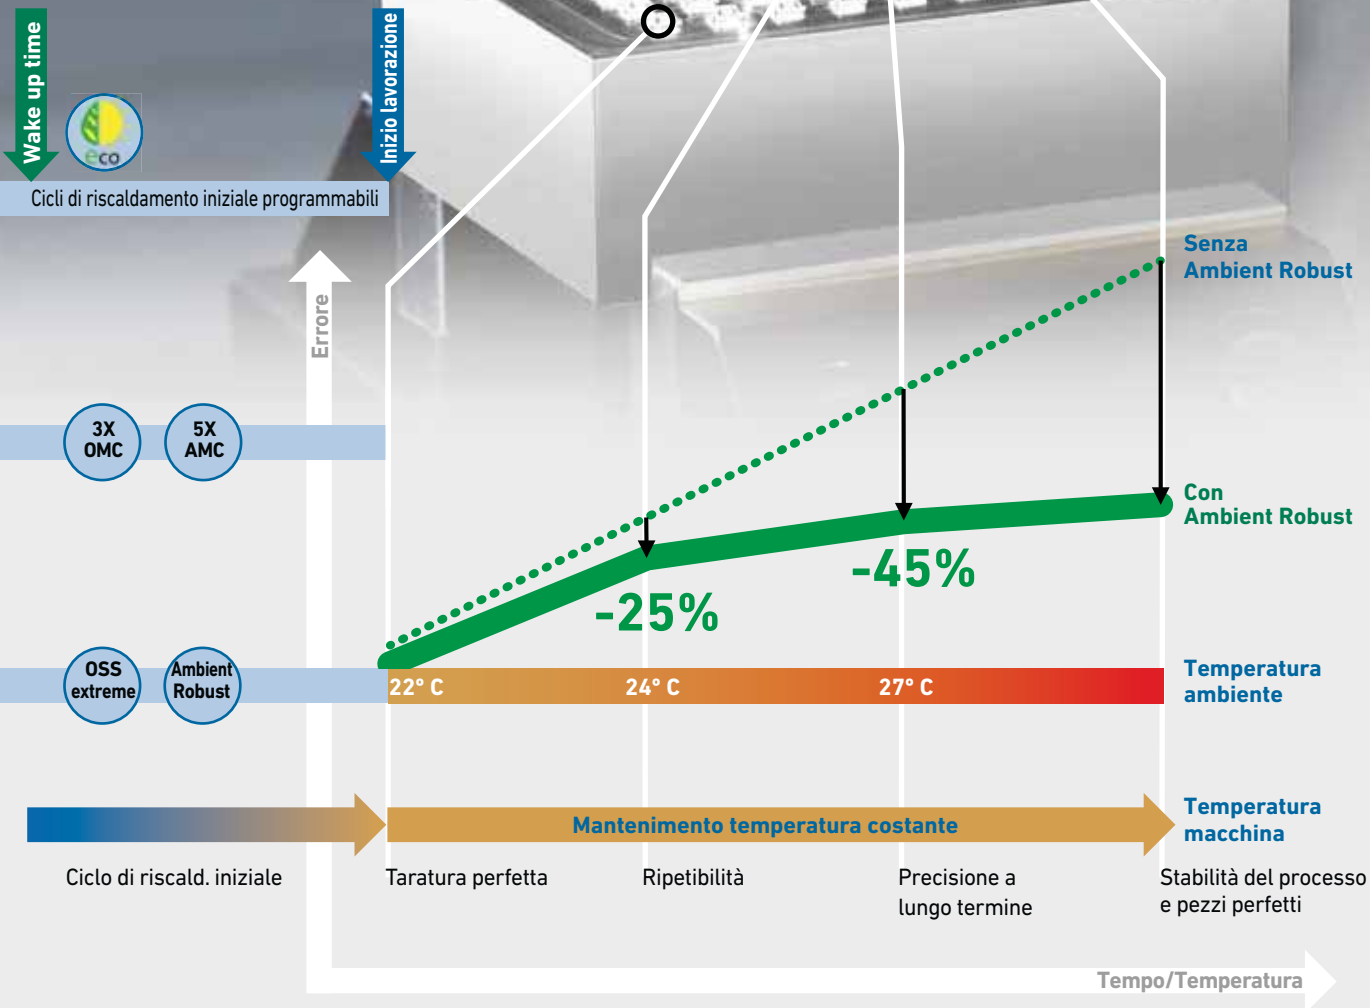 Wake up time
eco
Inizio lavorazione
Cicli di riscaldamento iniziale programmabili
Errore
Senza
Ambient Robust
3X
OMC
5X
AMC
Con
Ambient Robust
-45%
-25%
OSS
extreme
Ambient
Robust
22° C
24° C
27° C
Temperatura
ambiente
Mantenimento temperatura costante
Temperatura
macchina
Ciclo di riscald. iniziale
Taratura perfetta
Ripetibilità
Precisione a
lungo termine
Stabilità del processo
e pezzi perfetti
Tempo/Temperatura